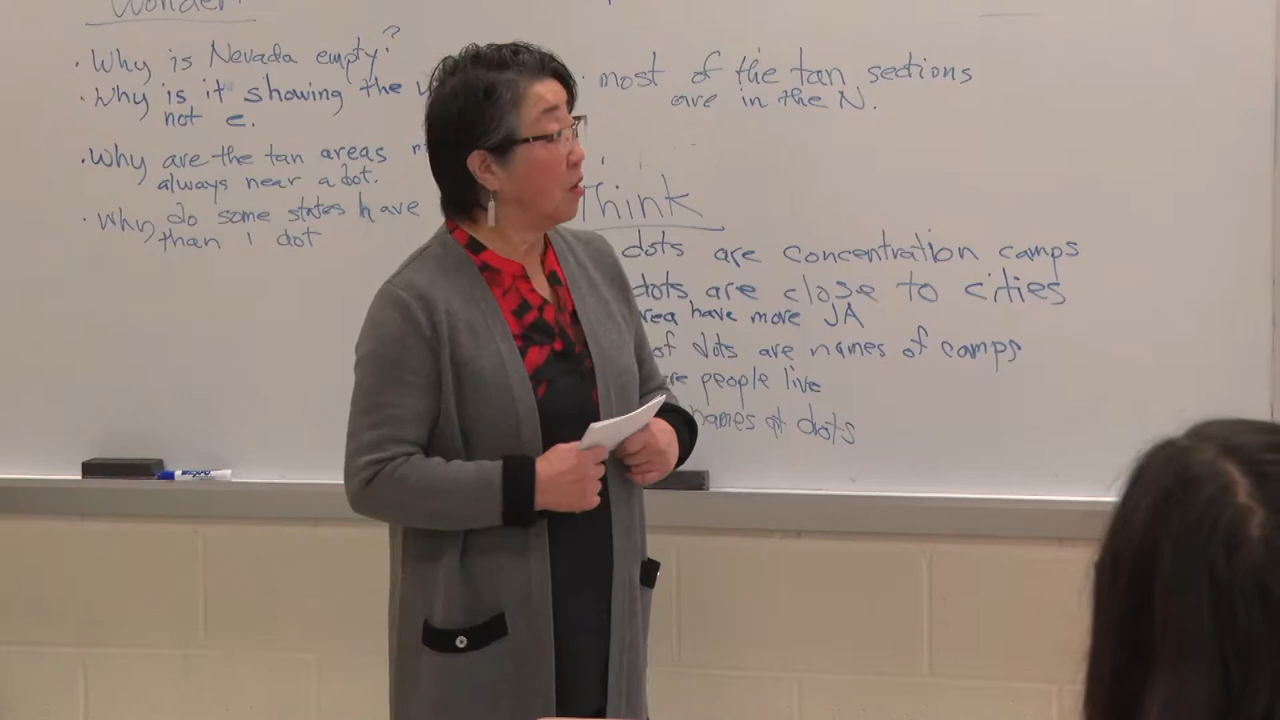 Wonder!
· Why is Nevada empty?
· Why is it showing the
not e.
· Why are the tan areas
always near a dot.
· Why do some states have
than 1 dot
· most of the tan sections
are in the N.
Think
dots are concentration camps
dots are close to cities
have more JA
of dots are names of camps
people live
names at dots
EXPO